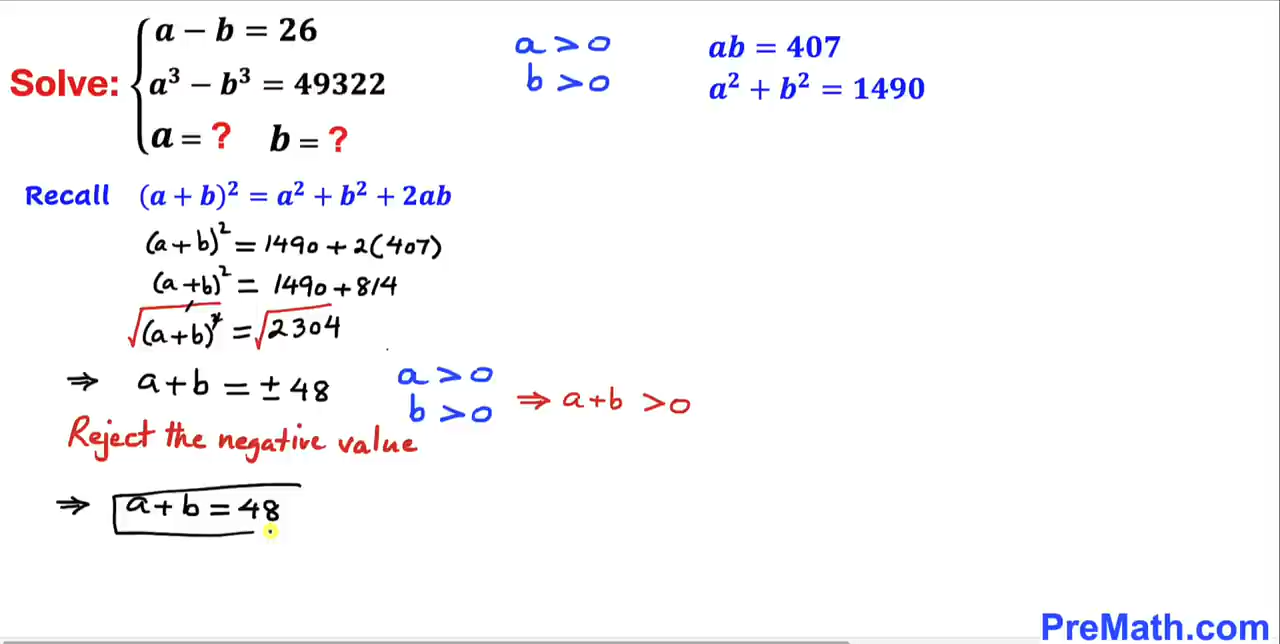 a − b = 26
Solve: a³ − b³ = 49322
a = ? b = ?
a > 0
b > 0
ab = 407
a² + b² = 1490
Recall (a + b)² = a² + b² + 2ab
(a+b)² = 1490 + 2(407)
(a+b)² = 1490 + 814
√(a+b)² = √2304
⇒ a + b = ± 48
a > 0
b > 0
⇒ a+b > 0
Reject the negative value
⇒ a + b = 48
PreMath.com